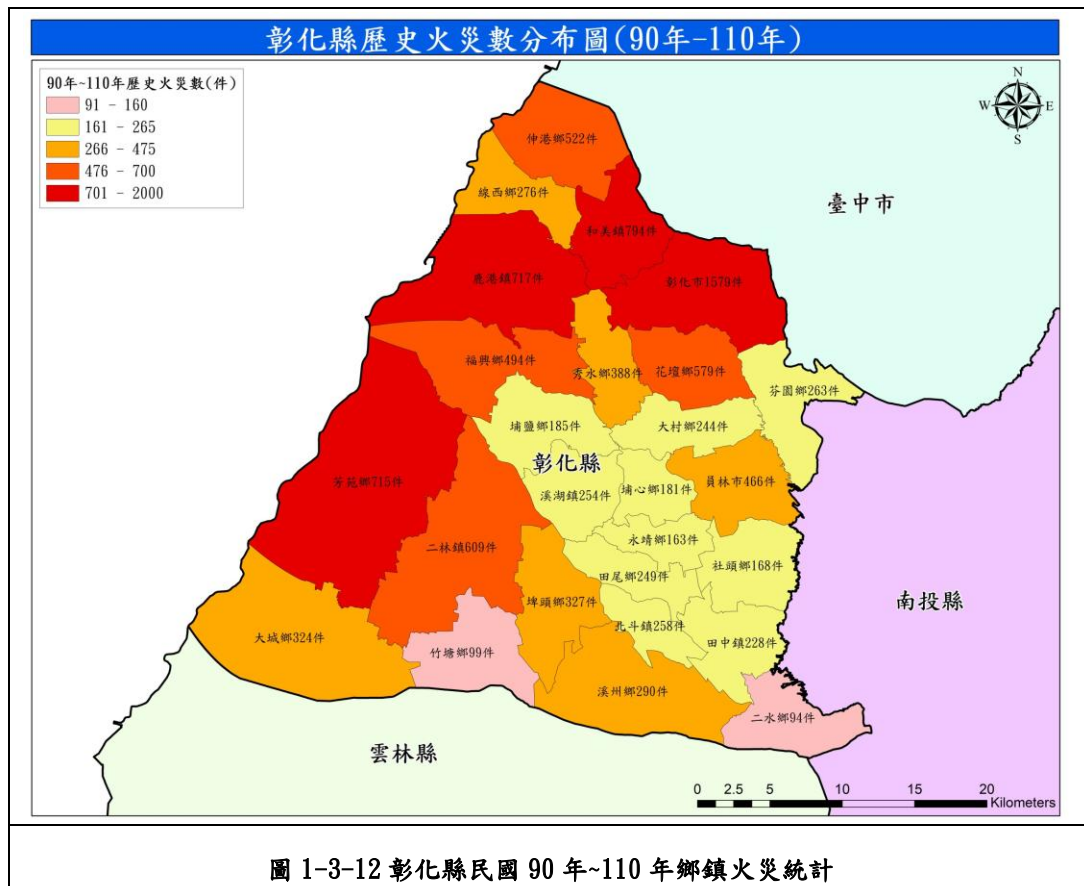 彰化縣歷史火災數分布圖(90年-110年)
90年~110年歷史火災數(件)
91 - 160
161 - 265
266 - 475
476 - 700
701 - 2000
N
W
E
S
伸港鄉522件
線西鄉276件
和美鎮794件
臺中市
鹿港鎮717件
彰化市1579件
福興鄉494件
秀水鄉388件
花壇鄉579件
芬園鄉263件
埔鹽鄉185件
大村鄉244件
彰化縣
芳苑鄉715件
溪湖鎮254件
埔心鄉181件
員林市466件
永靖鄉163件
二林鎮609件
田尾鄉249件
社頭鄉168件
埤頭鄉327件
南投縣
北斗鎮258件
大城鄉324件
竹塘鄉99件
田中鎮228件
溪州鄉290件
二水鄉94件
雲林縣
0 2.5 5 10 15 20
Kilometers
圖 1-3-12 彰化縣民國 90 年~110 年鄉鎮火災統計